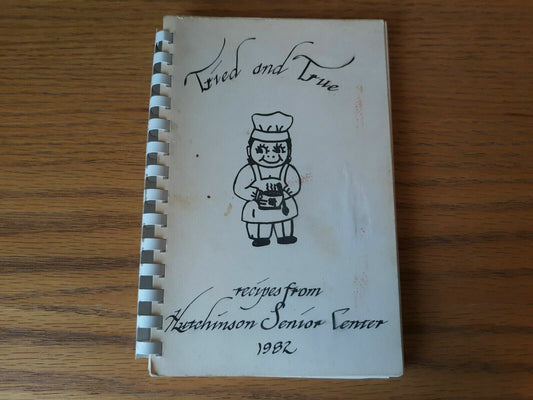 Tried and True
recipes from
Hutchinson Senior Center
1982